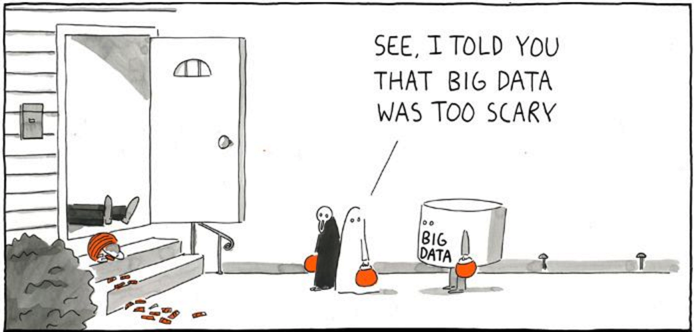 SEE, I TOLD YOU
THAT BIG DATA
WAS TOO SCARY
BIG
DATA